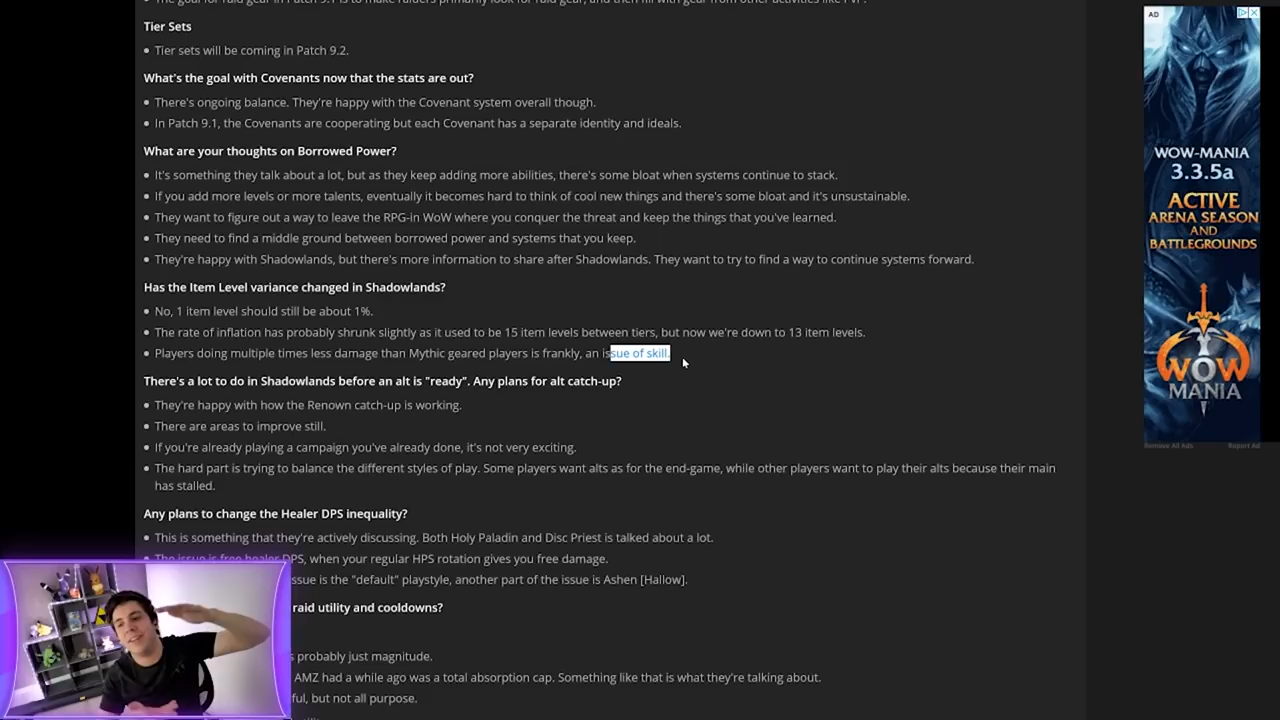 Tier Sets
Tier sets will be coming in Patch 9.2.
What's the goal with Covenants now that the stats are out?
There's ongoing balance. They're happy with the Covenant system overall though.
In Patch 9.1, the Covenants are cooperating but each Covenant has a separate identity and ideals.
What are your thoughts on Borrowed Power?
It's something they talk about a lot, but as they keep adding more abilities, there's some bloat when systems continue to stack.
If you add more levels or more talents, eventually it becomes hard to think of cool new things and there's some bloat and it's unsustainable.
They want to figure out a way to leave the RPG-in WoW where you conquer the threat and keep the things that you've learned.
They need to find a middle ground between borrowed power and systems that you keep.
They're happy with Shadowlands, but there's more information to share after Shadowlands. They want to try to find a way to continue systems forward.
Has the Item Level variance changed in Shadowlands?
No, 1 item level should still be about 1%.
The rate of inflation has probably shrunk slightly as it used to be 15 item levels between tiers, but now we're down to 13 item levels.
Players doing multiple times less damage than Mythic geared players is frankly, an issue of skill.
There's a lot to do in Shadowlands before an alt is "ready". Any plans for alt catch-up?
They're happy with how the Renown catch-up is working.
There are areas to improve still.
If you're already playing a campaign you've already done, it's not very exciting.
The hard part is trying to balance the different styles of play. Some players want alts as for the end-game, while other players want to play their alts because their main
has stalled.
Any plans to change the Healer DPS inequality?
This is something that they're actively discussing. Both Holy Paladin and Disc Priest is talked about a lot.
The issue is free healer DPS, when your regular HPS rotation gives you free damage.
issue is the "default" playstyle, another part of the issue is Ashen [Hallow].
raid utility and cooldowns?
probably just magnitude.
AMZ had a while ago was a total absorption cap. Something like that is what they're talking about.
but not all purpose.
AD
WOW-MANIA
3.3.5a
ACTIVE
ARENA SEASON
AND
BATTLEGROUNDS
WOW
MANIA
Remove All Ads
Report Ad